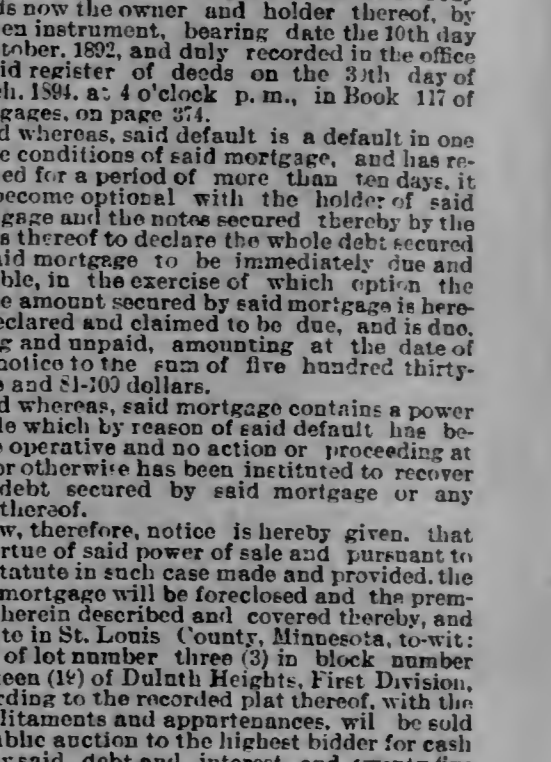 is now the owner and holder thereof, by
en instrument, bearing date the 10th day
tober. 1892, and duly recorded in the office
id register of deeds on the 30th day of
h. 1894. at 4 o'clock p. m., in Book 117 of
gages, on page 374.
d whereas, said default is a default in one
e conditions of said mortgage, and has re-
ed for a period of more than ten days, it
become optional with the holder of said
gage and the notes secured thereby by the
s thereof to declare the whole debt secured
id mortgage to be immediately due and
ble, in the exercise of which option the
e amount secured by said mortgage is here-
eclared and claimed to be due, and is due,
g and unpaid, amounting at the date of
notice to the sum of five hundred thirty-
and 81-100 dollars.
d whereas, said mortgage contains a power
le which by reason of said default has be-
operative and no action or proceeding at
or otherwise has been instituted to recover
debt secured by said mortgage or any
thereof.
w, therefore, notice is hereby given, that
irtue of said power of sale and pursuant to
tatute in such case made and provided, the
mortgage will be foreclosed and the prem-
herein described and covered thereby, and
te in St. Louis County, Minnesota, to-wit:
of lot number three (3) in block number
een of Duluth Heights, First Division,
rding to the recorded plat thereof, with the
litaments and appurtenances, wil be sold
ublic auction to the highest bidder for cash
said debt and interest and